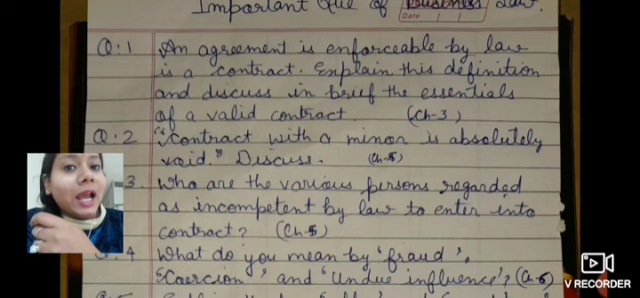 Important Que of Business Law.
Date
Q:1 An agreement is enforceable by law
is a contract. Explain this definition
and discuss in brief the essentials
of a valid contract. (Ch-3)
Q:2 "Contract with a minor is absolutely
void." Discuss. (Ch-5)
3. Who are the various persons regarded
as incompetent by law to enter into
contract? (Ch-5)
4 What do you mean by 'fraud',
'Coercion', and 'Undue influence'? (Ch-6)
V RECORDER